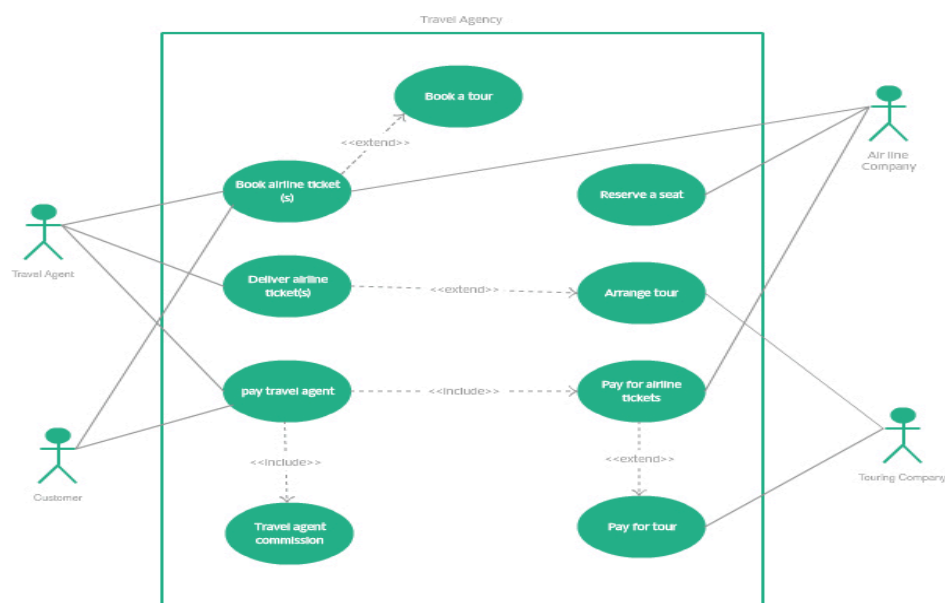 Travel Agency
Book a tour
<<extend>>
Air line
Company
Book airline ticket
(s)
Reserve a seat
Travel Agent
Deliver airline
ticket(s)
<<extend>>
Arrange tour
pay travel agent
<<include>>
Pay for airline
tickets
<<include>>
<<extend>>
Customer
Touring Company
Travel agent
commission
Pay for tour